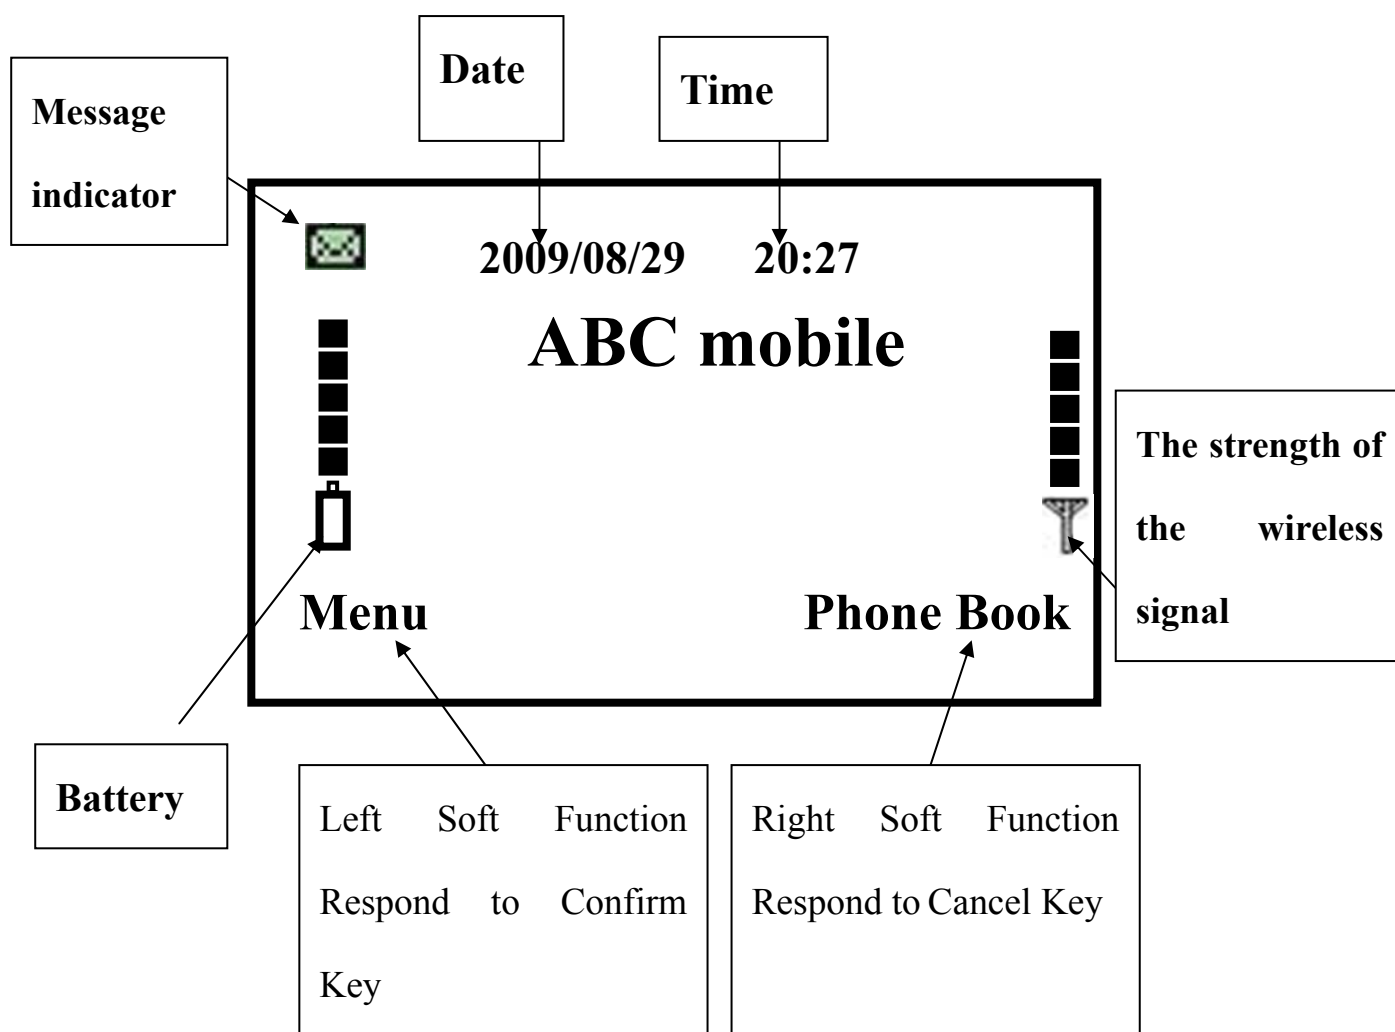 Date
Time
Message
indicator
2009/08/29 20:27
ABC mobile
The strength of
the wireless
signal
Menu
Phone Book
Battery
Left Soft Function
Respond to Confirm
Key
Right Soft Function
Respond to Cancel Key